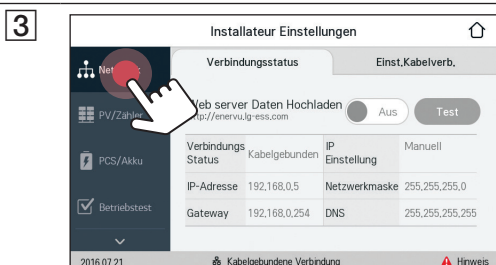 3
Installateur Einstellungen
Verbindungsstatus Einst.Kabelverb.
Web server Daten Hochladen
http://enervu.lg-ess.com
Aus Test
PV/Zähler
PCS/Akku
Betriebstest
Verbindungs Status Kabelgebunden IP Einstellung Manuell
IP-Adresse 192,168,0,5 Netzwerkmaske 255,255,255,0
Gateway 192,168,0,254 DNS 255,255,255,255
2016.07.21 Kabelgebundene Verbindung Hinweis